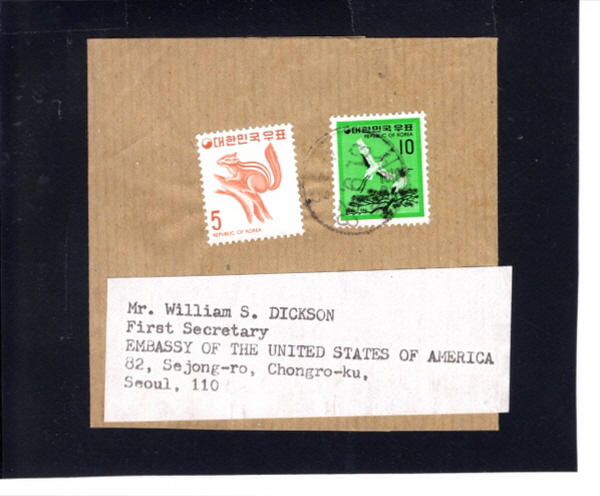 대한민국우표
5
REPUBLIC OF KOREA
대한민국우표
REPUBLIC OF KOREA
10
Mr. William S. DICKSON
First Secretary
EMBASSY OF THE UNITED STATES OF AMERICA
82, Sejong-ro, Chongro-ku,
Seoul, 110